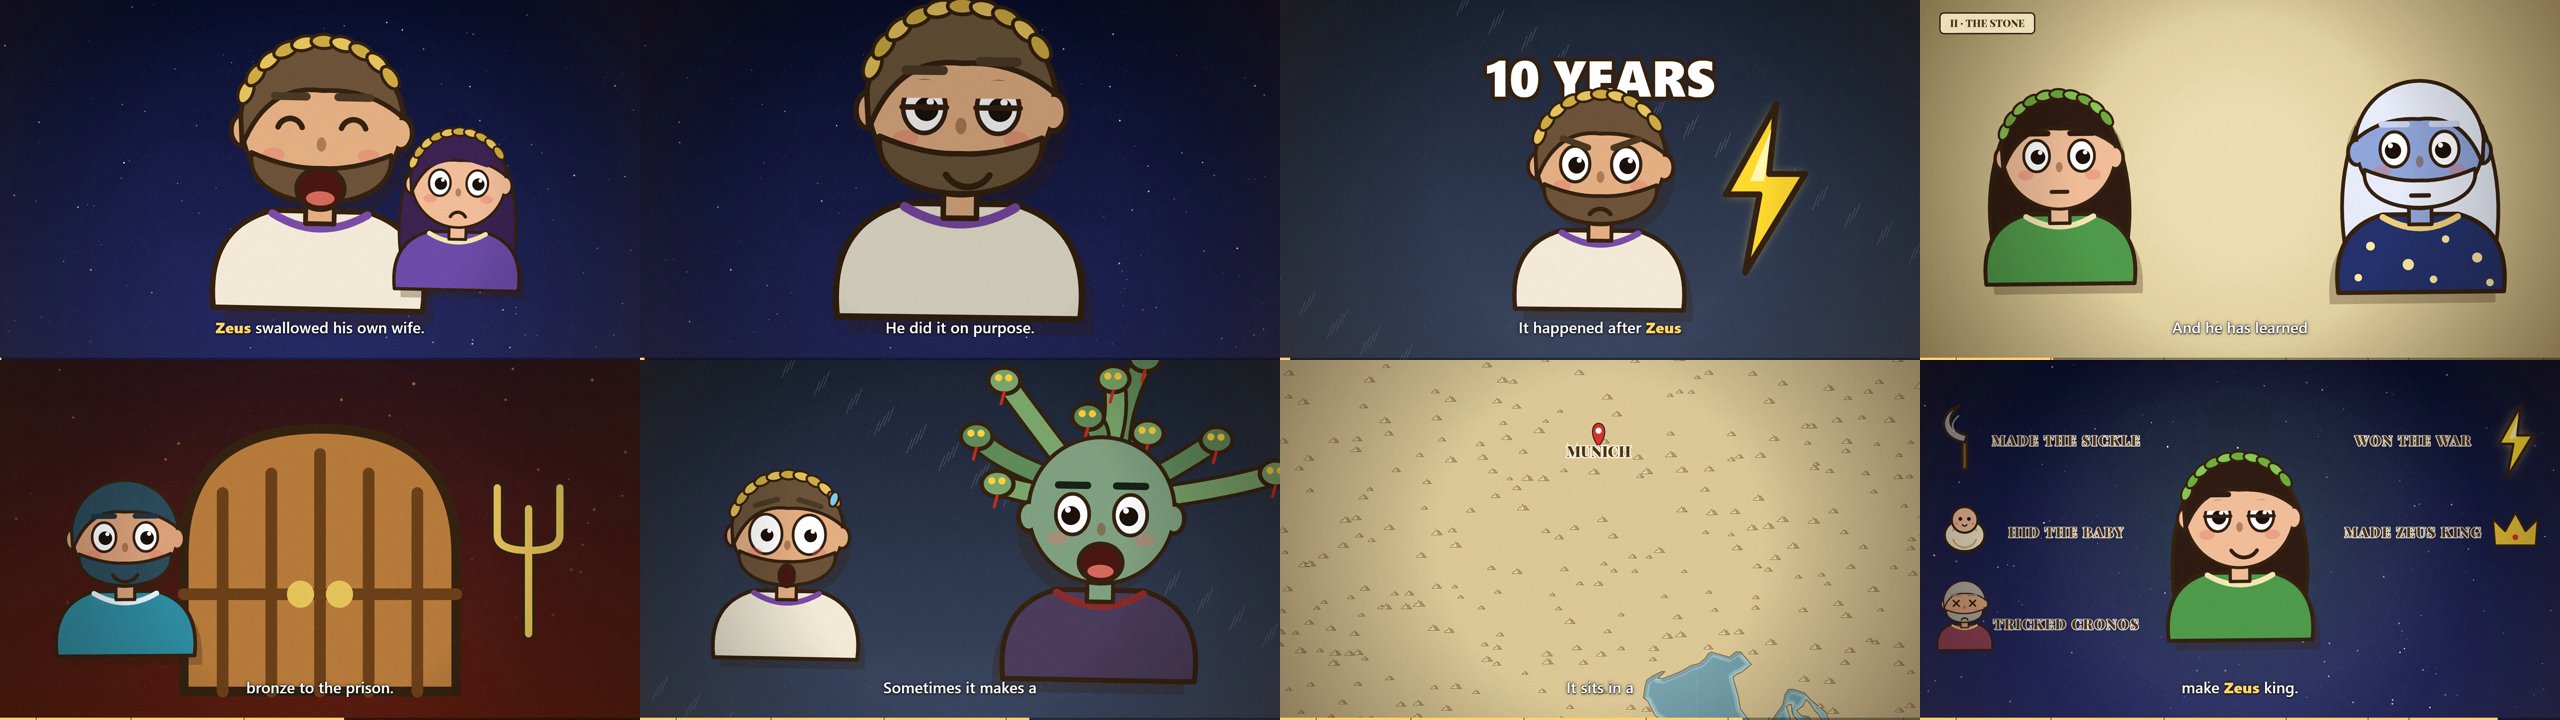 Zeus swallowed his own wife.
He did it on purpose.
10 YEARS
It happened after Zeus
II · THE STONE
And he has learned
bronze to the prison.
Sometimes it makes a
MUNICH
It sits in a
MADE THE SICKLE
WON THE WAR
HID THE BABY
MADE ZEUS KING
TRICKED CRONOS
make Zeus king.